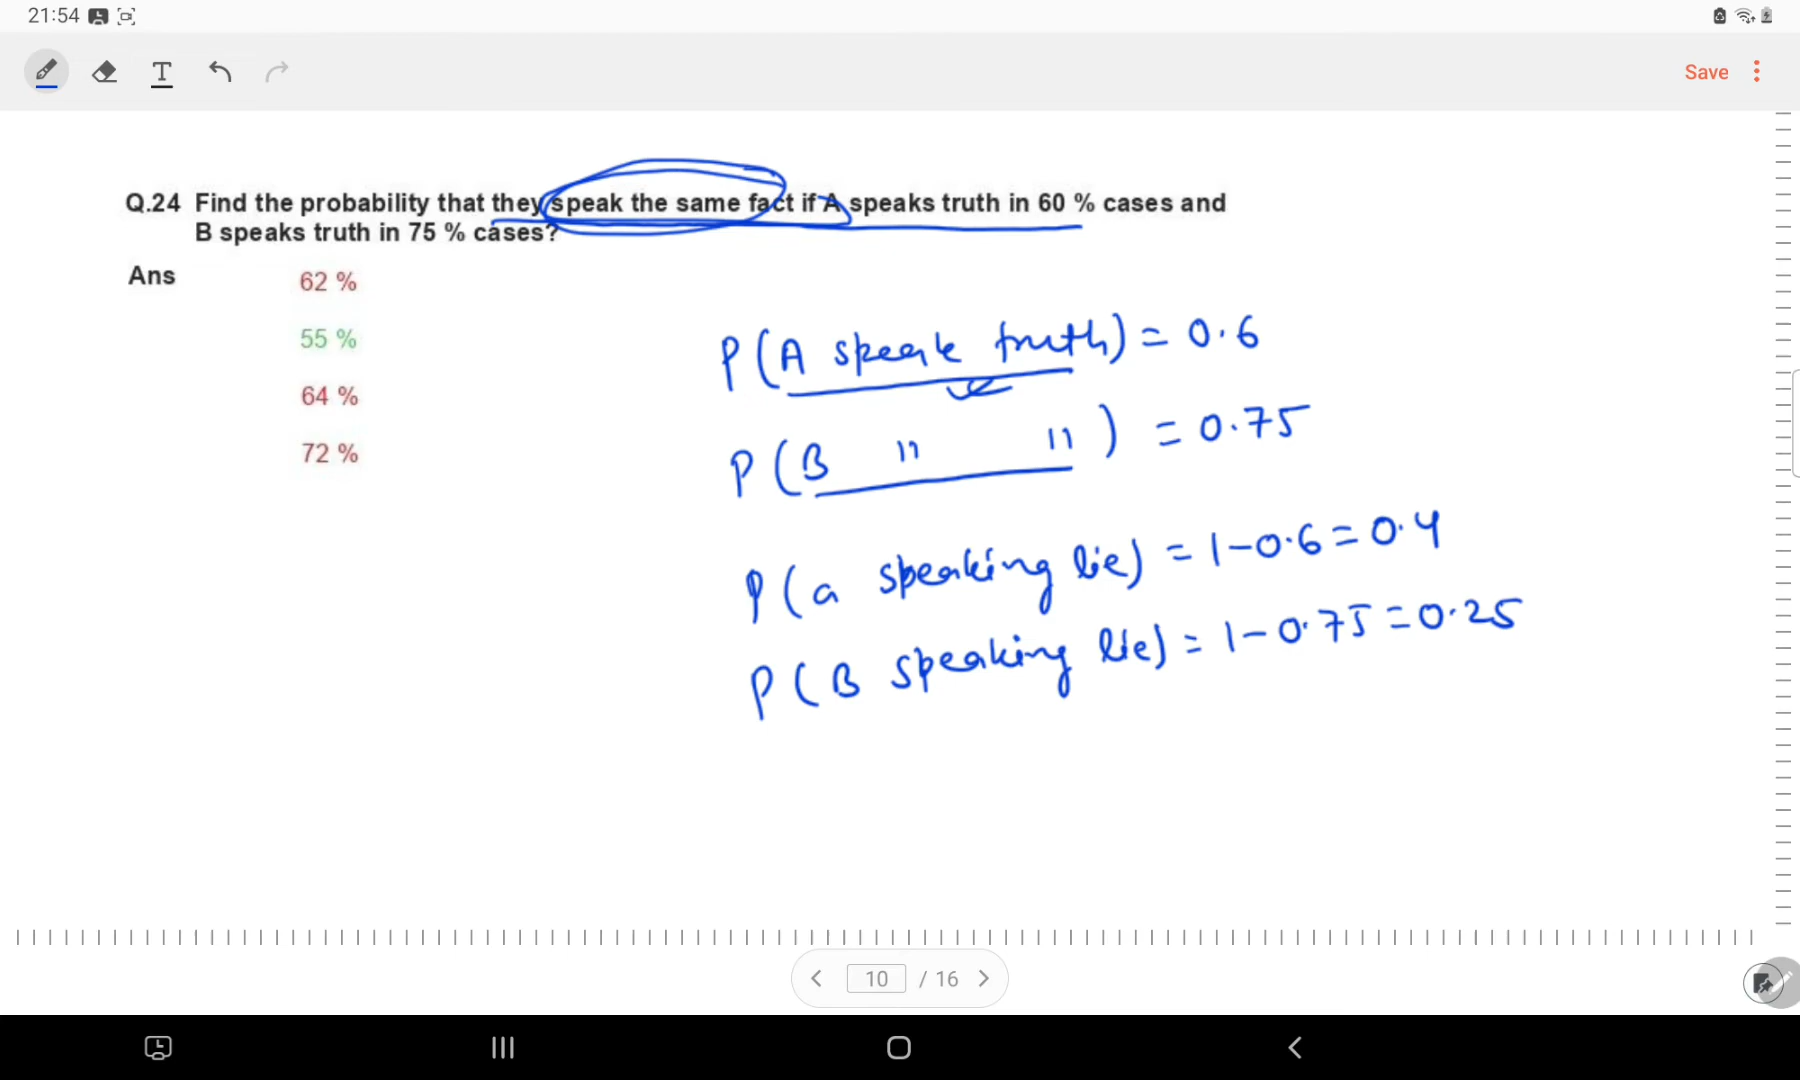 21:54
T
Save
Q.24 Find the probability that they speak the same fact if A speaks truth in 60 % cases and
B speaks truth in 75 % cases?
Ans
62 %
55 %
64 %
72 %
P(A speak truth) = 0.6
P(B " ") = 0.75
P(a speaking lie) = 1-0.6 = 0.4
P(B speaking lie) = 1-0.75 = 0.25
10 / 16